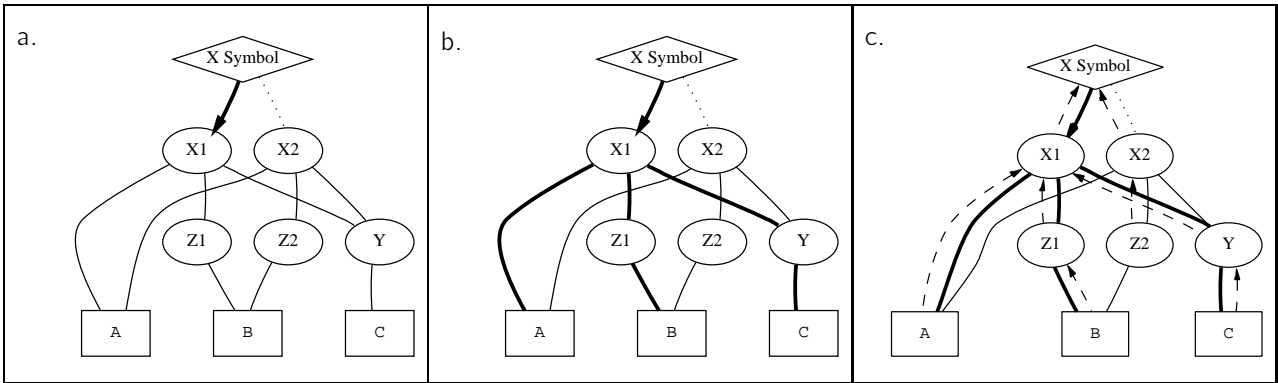 a.
X Symbol
X1 X2
Z1 Z2 Y
A B C
b.
X Symbol
X1 X2
Z1 Z2 Y
A B C
c.
X Symbol
X1 X2
Z1 Z2 Y
A B C